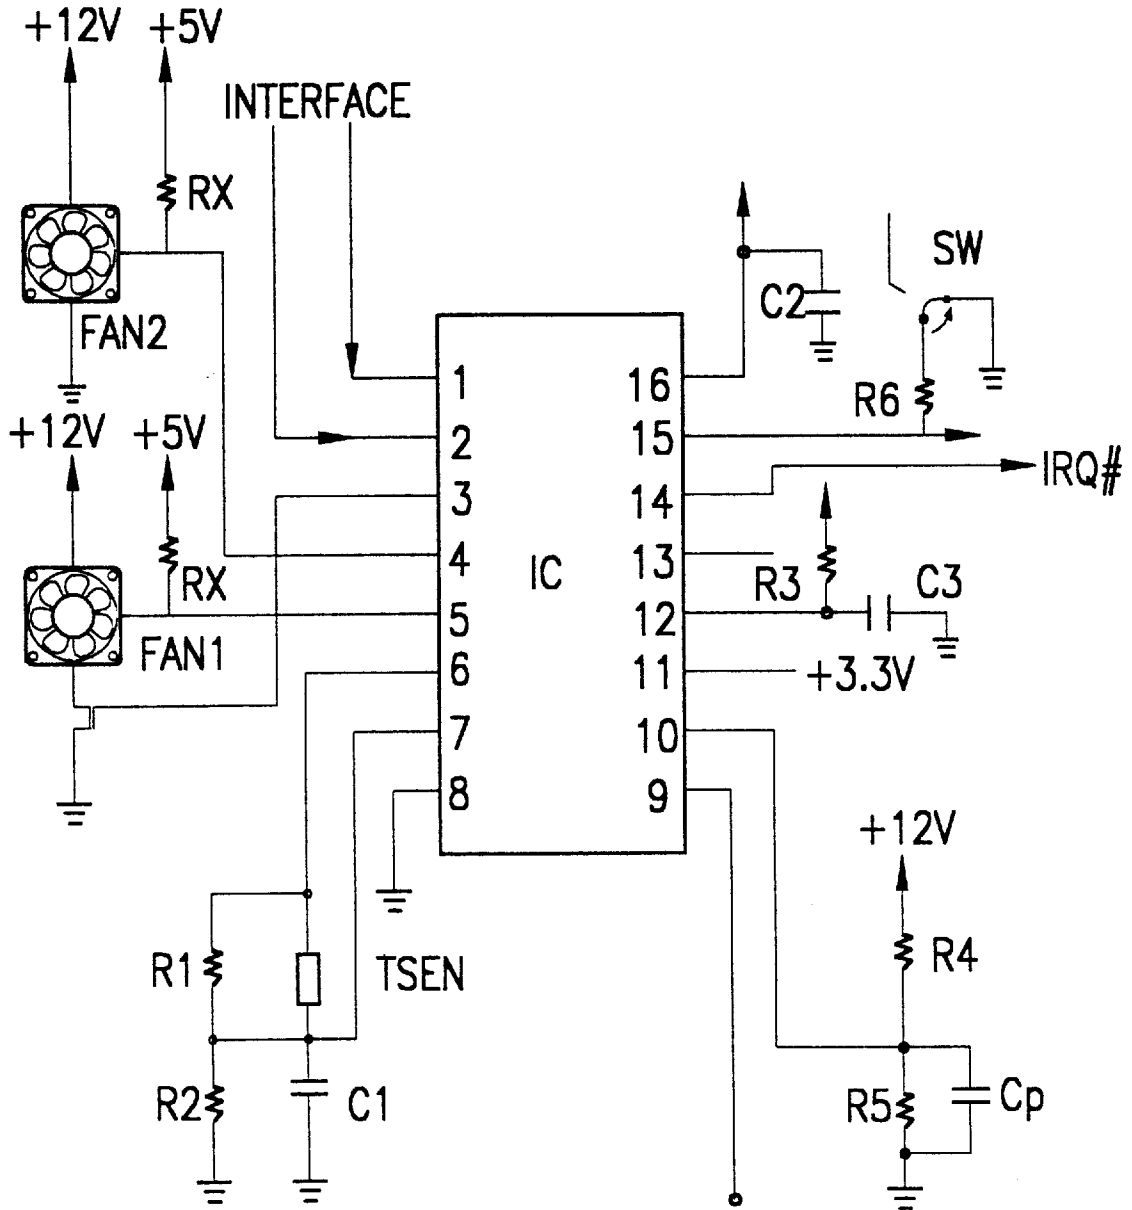 +12V +5V
INTERFACE
RX
SW
FAN2
C2
1 16
R6
+12V +5V
2 15
IRQ#
3 14
4 13
IC
RX
R3
C3
5 12
FAN1
6 11
+3.3V
7 10
8 9
+12V
R1
TSEN
R4
R2
C1
R5
Cp